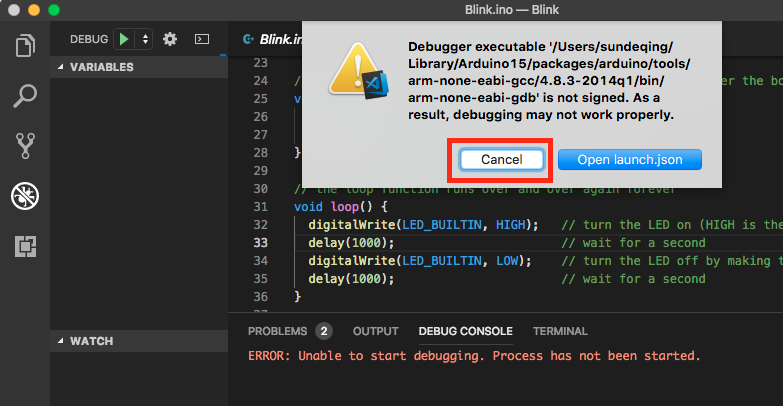 Blink.ino — Blink
DEBUG
Blink.in
VARIABLES
WATCH
Debugger executable '/Users/sundeqing/
Library/Arduino15/packages/arduino/tools/
arm-none-eabi-gcc/4.8.3-2014q1/bin/
arm-none-eabi-gdb' is not signed. As a
result, debugging may not work properly.
Cancel
Open launch.json
23
24 // er the bo
25 v
26
27
28 }
29
30 // the loop function runs over and over again forever
31 void loop() {
32 digitalWrite(LED_BUILTIN, HIGH); // turn the LED on (HIGH is the
33 delay(1000); // wait for a second
34 digitalWrite(LED_BUILTIN, LOW); // turn the LED off by making t
35 delay(1000); // wait for a second
36 }
PROBLEMS 2 OUTPUT DEBUG CONSOLE TERMINAL
ERROR: Unable to start debugging. Process has not been started.